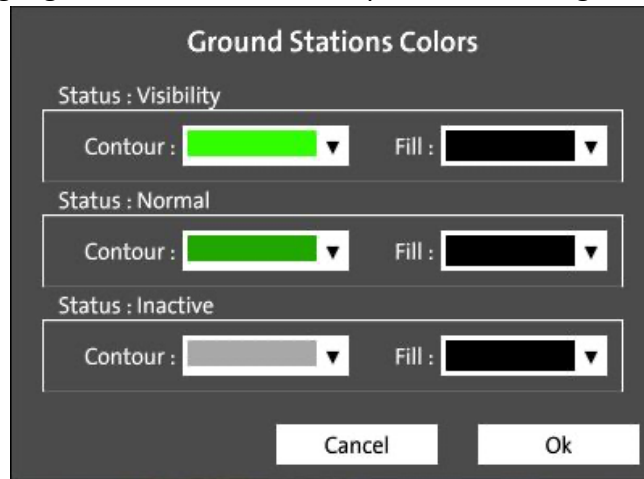 Ground Stations Colors
Status : Visibility
Contour : ▼ Fill : ▼
Status : Normal
Contour : ▼ Fill : ▼
Status : Inactive
Contour : ▼ Fill : ▼
Cancel Ok